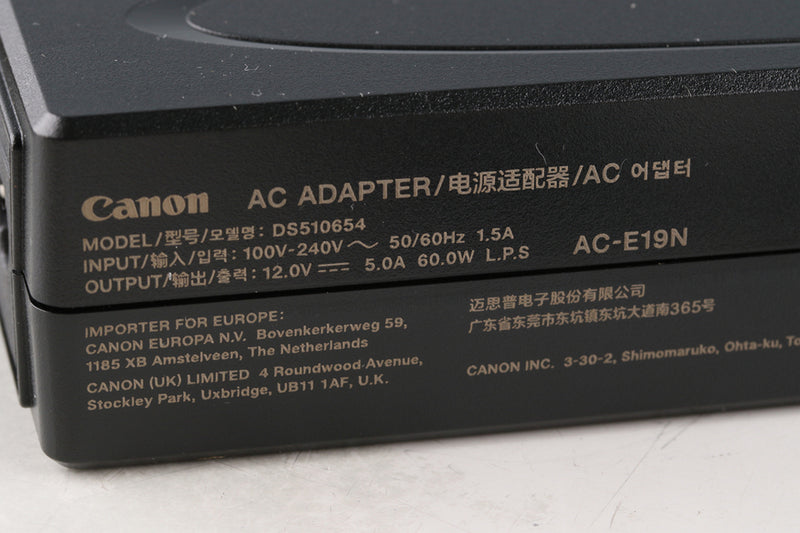 Canon AC ADAPTER/电源适配器/AC 어댑터
MODEL/型号/모델명: DS510654
INPUT/输入/입력: 100V-240V～ 50/60Hz 1.5A
OUTPUT/输出/출력: 12.0V⎓ 5.0A 60.0W L.P.S
AC-E19N
IMPORTER FOR EUROPE:
CANON EUROPA N.V. Bovenkerkerweg 59,
1185 XB Amstelveen, The Netherlands
CANON (UK) LIMITED 4 Roundwood Avenue,
Stockley Park, Uxbridge, UB11 1AF, U.K.
迈思普电子股份有限公司
广东省东莞市东坑镇东坑大道南365号
CANON INC. 3-30-2, Shimomaruko, Ohta-ku,